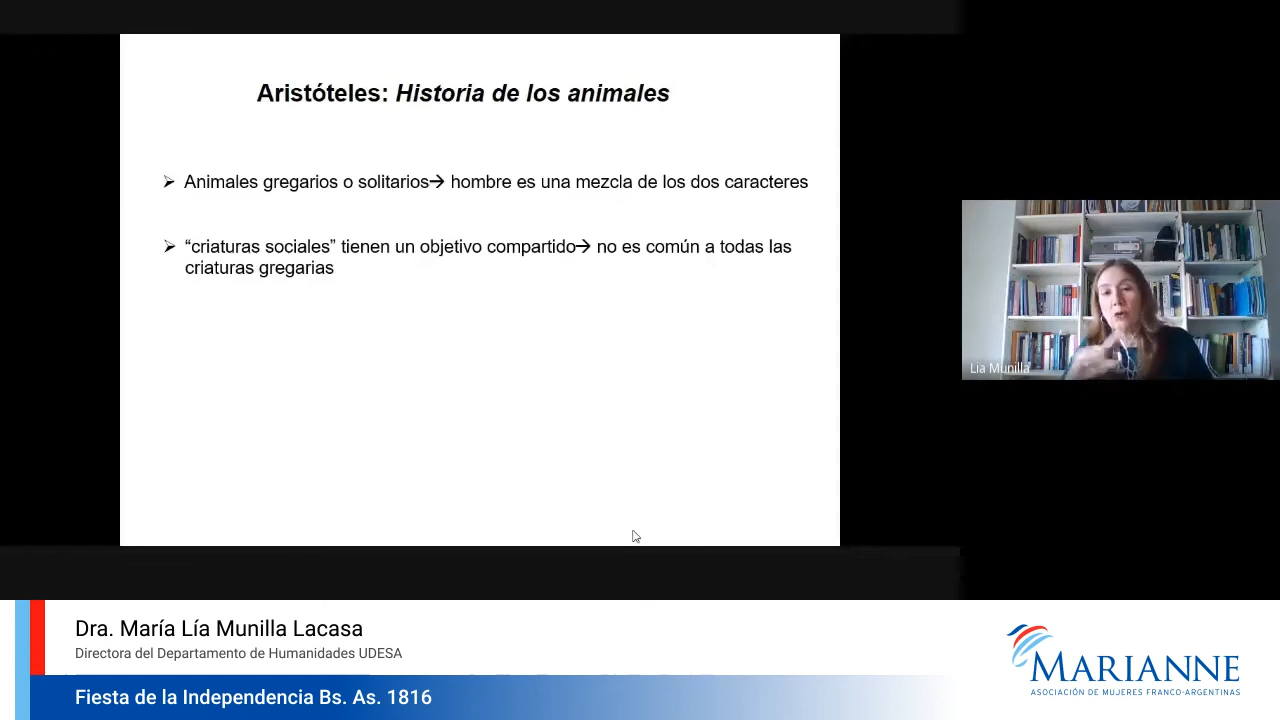 Aristóteles: Historia de los animales
➢ Animales gregarios o solitarios→ hombre es una mezcla de los dos caracteres
➢ “criaturas sociales” tienen un objetivo compartido→ no es común a todas las
criaturas gregarias
Lia Munilla
Dra. María Lía Munilla Lacasa
Directora del Departamento de Humanidades UDESA
Fiesta de la Independencia Bs. As. 1816
MARIANNE
ASOCIACIÓN DE MUJERES FRANCO-ARGENTINAS